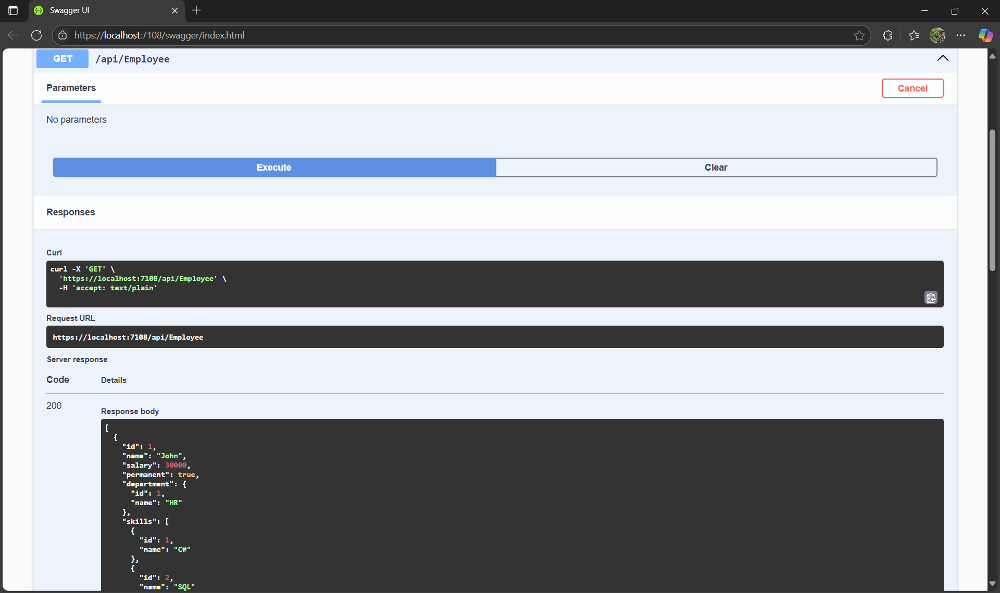 Swagger UI
https://localhost:7108/swagger/index.html
GET /api/Employee
Parameters
Cancel
No parameters
Execute
Clear
Responses
Curl
curl -X 'GET' \
  'https://localhost:7108/api/Employee' \
  -H 'accept: text/plain'
Request URL
https://localhost:7108/api/Employee
Server response
Code Details
200
Response body
[
  {
    "id": 1,
    "name": "John",
    "salary": 30000,
    "permanent": true,
    "department": {
      "id": 1,
      "name": "HR"
    },
    "skills": [
      {
        "id": 1,
        "name": "C#"
      },
      {
        "id": 2,
        "name": "SQL"